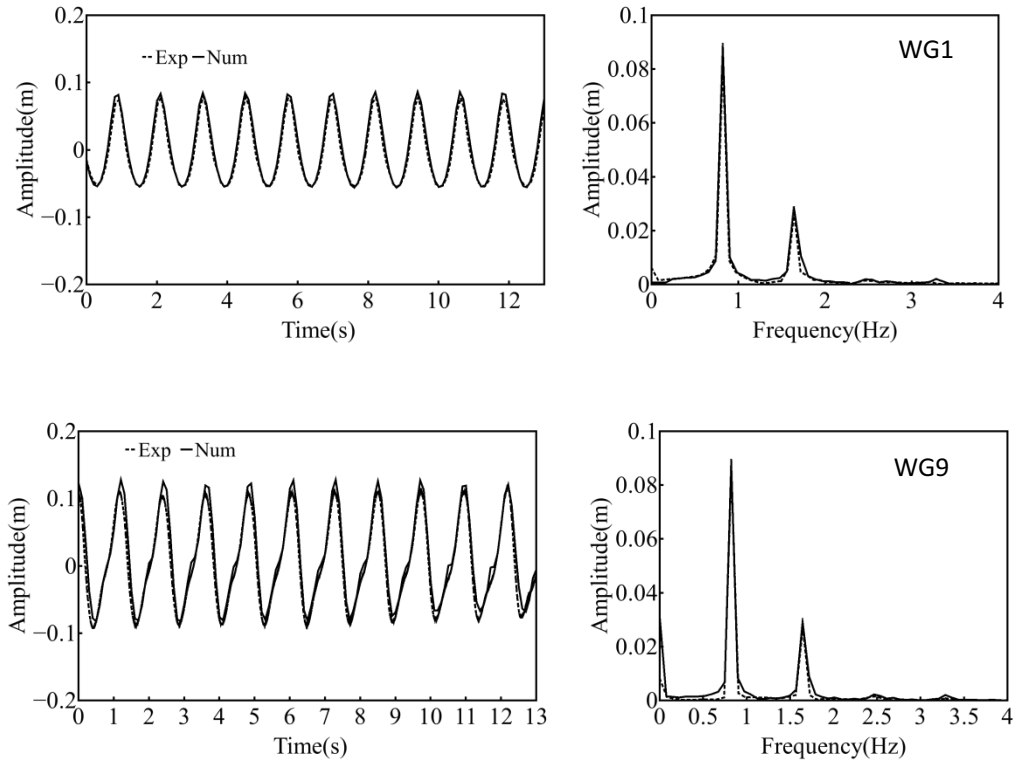 0.2
0.1
0
−0.1
−0.2
Amplitude(m)
Exp Num
0 2 4 6 8 10 12
Time(s)
0.1
0.08
0.06
0.04
0.02
0
Amplitude(m)
WG1
0 1 2 3 4
Frequency(Hz)
0.2
0.1
0
−0.1
−0.2
Amplitude(m)
Exp Num
0 1 2 3 4 5 6 7 8 9 10 11 12 13
Time(s)
0.1
0.08
0.06
0.04
0.02
0
Amplitude(m)
WG9
0 0.5 1 1.5 2 2.5 3 3.5 4
Frequency(Hz)